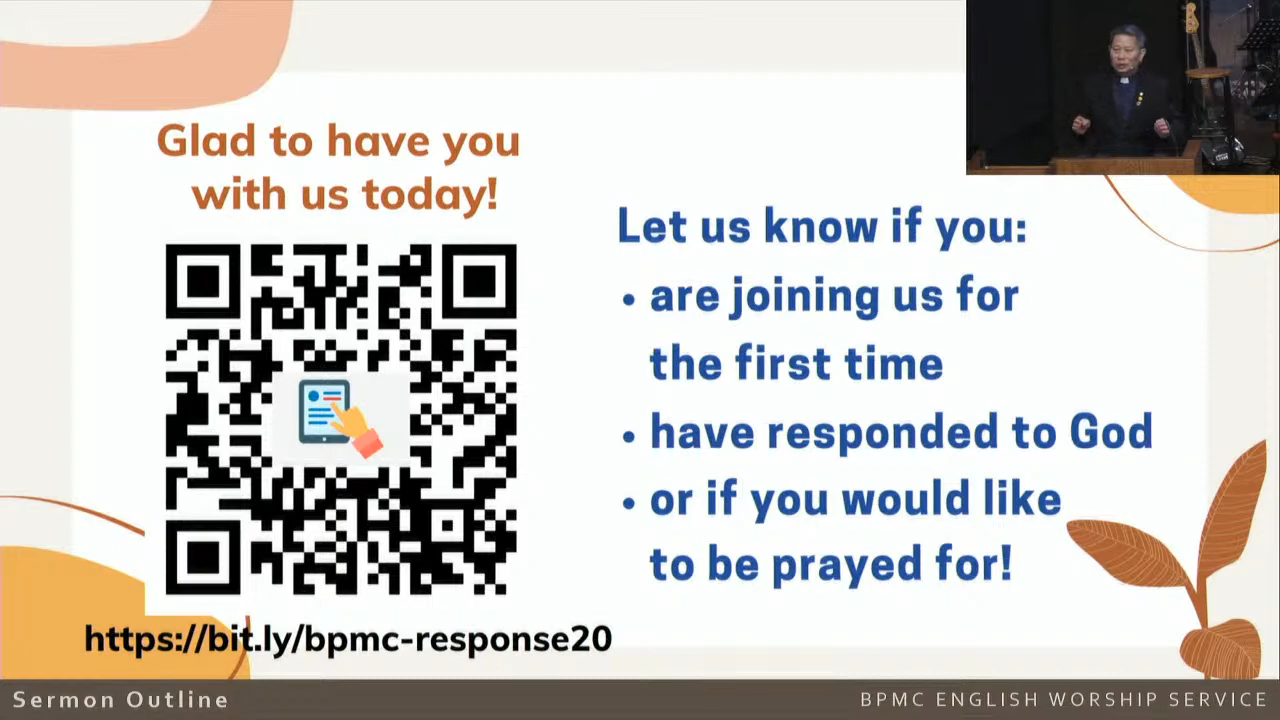 Glad to have you
with us today!
https://bit.ly/bpmc-response20
Let us know if you:
• are joining us for
the first time
• have responded to God
• or if you would like
to be prayed for!
Sermon Outline
BPMC ENGLISH WORSHIP SERVICE